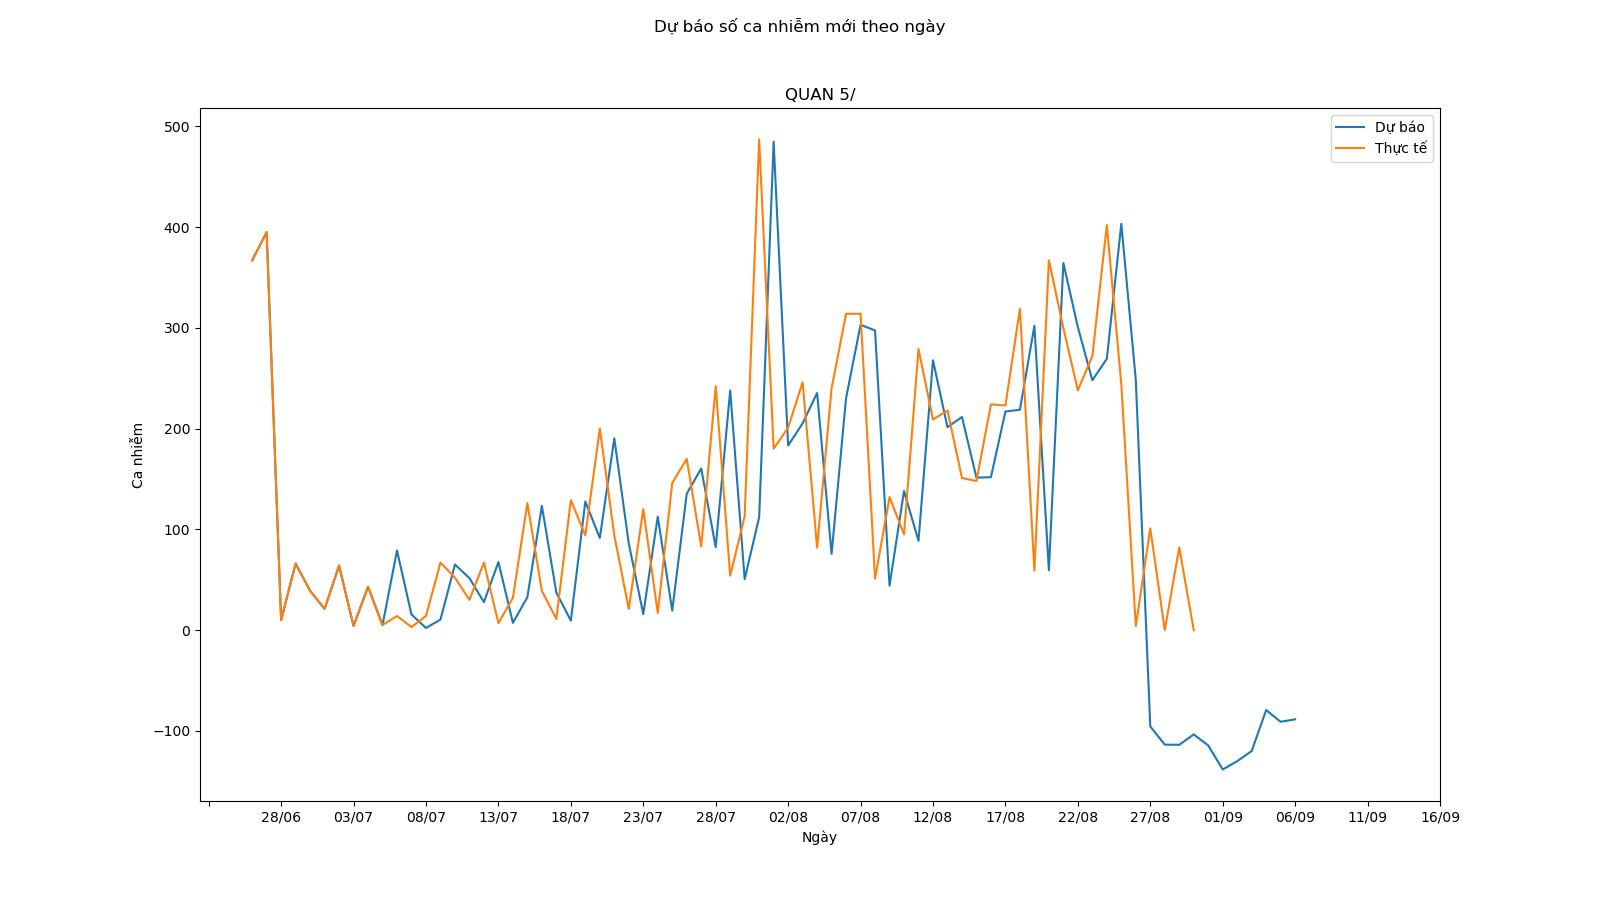 Dự báo số ca nhiễm mới theo ngày
QUAN 5/
Dự báo
Thực tế
Ca nhiễm
500
400
300
200
100
0
−100
28/06 03/07 08/07 13/07 18/07 23/07 28/07 02/08 07/08 12/08 17/08 22/08 27/08 01/09 06/09 11/09 16/09
Ngày